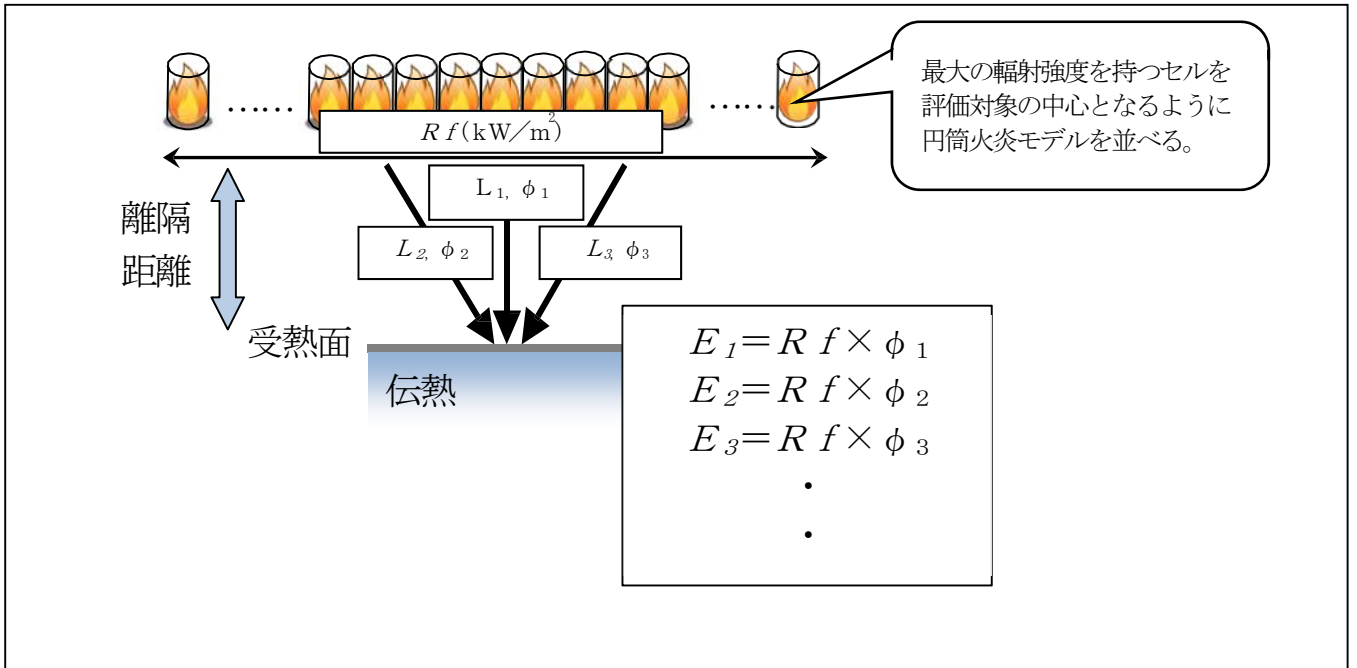 最大の輻射強度を持つセルを
評価対象の中心となるように
円筒火炎モデルを並べる。
…… ……
Rf(kW／m²)
L₁, φ₁
L₂, φ₂
L₃, φ₃
離隔
距離
受熱面
伝熱
E₁=Rf×φ₁
E₂=Rf×φ₂
E₃=Rf×φ₃
・
・